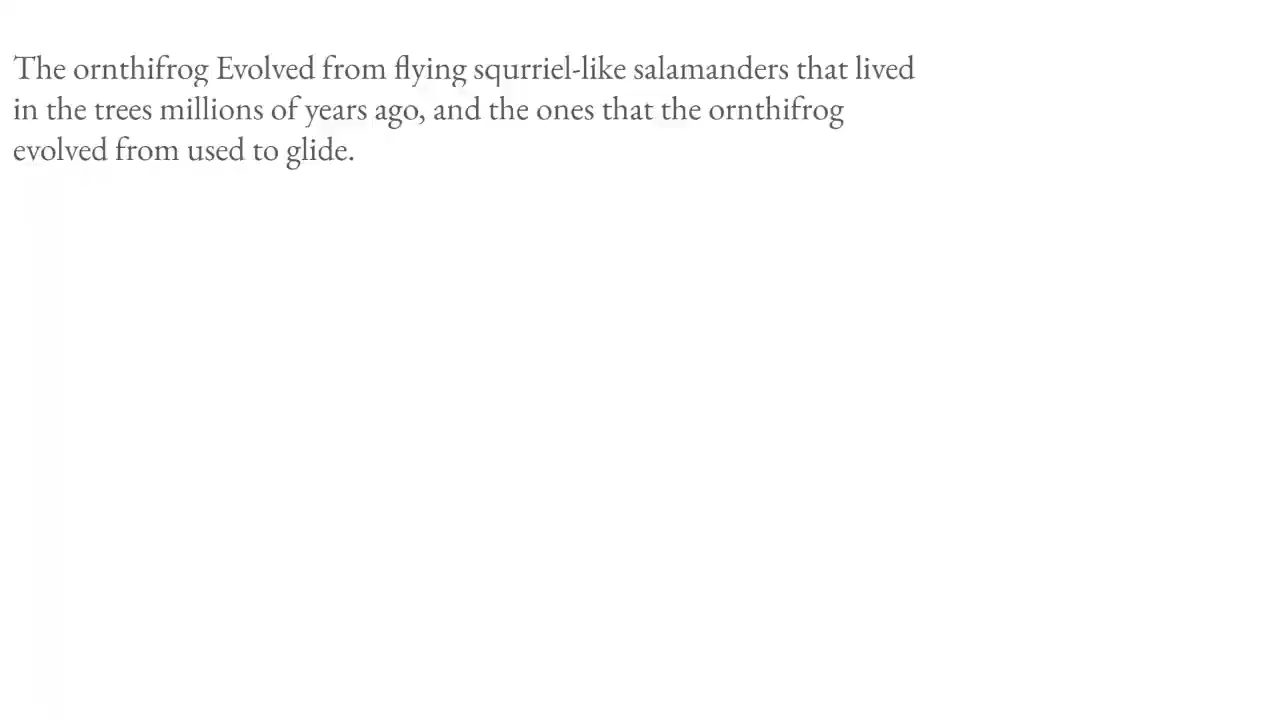 The ornthifrog Evolved from flying squrriel-like salamanders that lived
in the trees millions of years ago, and the ones that the ornthifrog
evolved from used to glide.